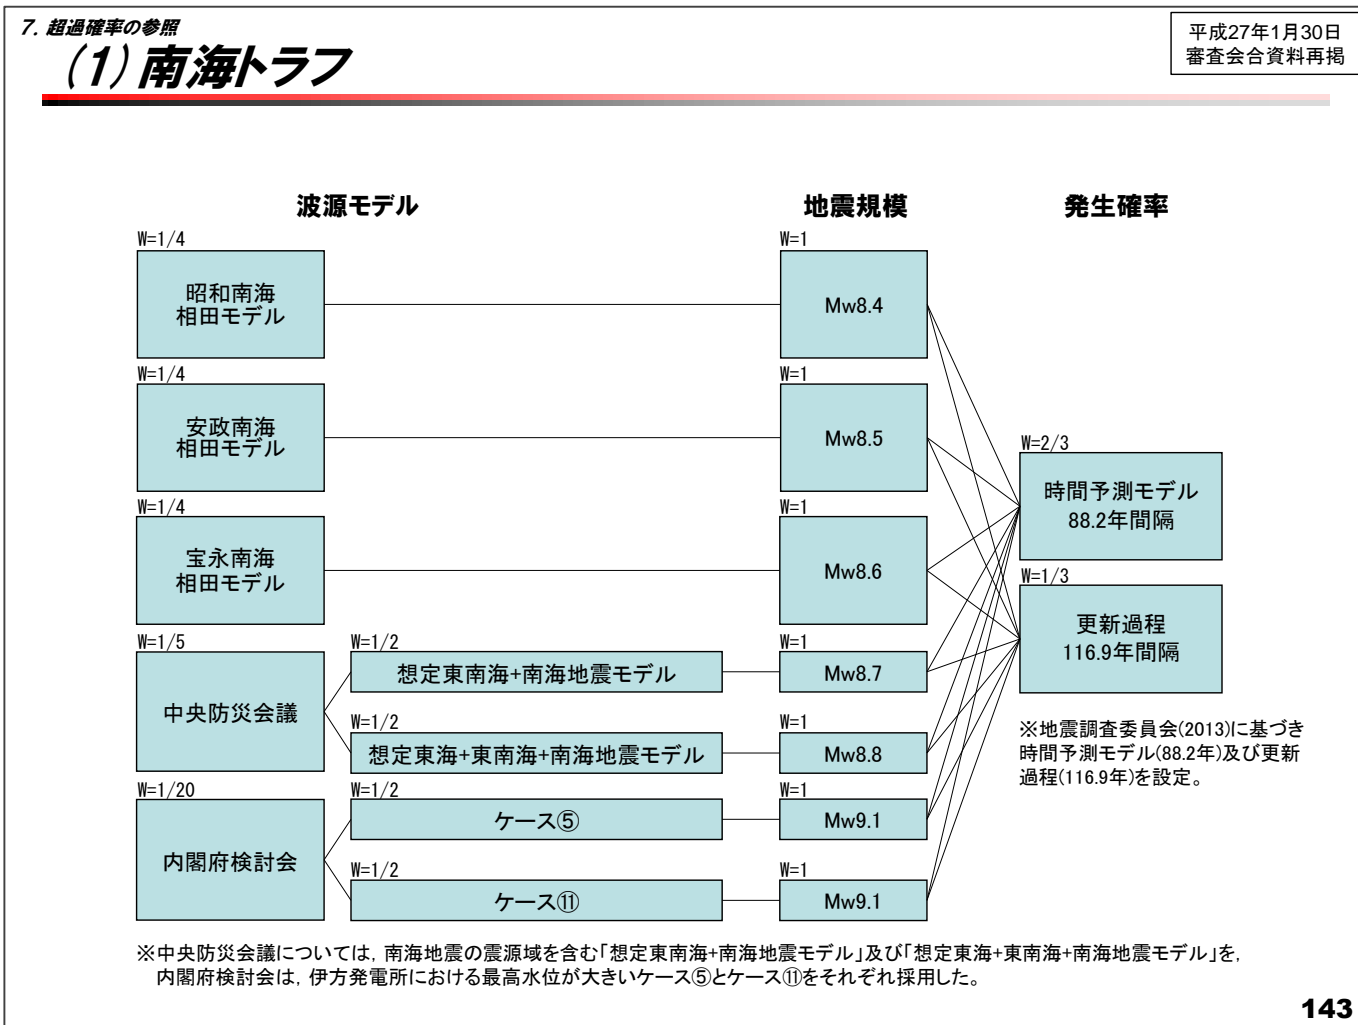 7. 超過確率の参照
(1) 南海トラフ
平成27年1月30日
審査会合資料再掲
波源モデル
地震規模
発生確率
W=1/4
昭和南海
相田モデル
W=1
Mw8.4
W=1/4
安政南海
相田モデル
W=1
Mw8.5
W=1/4
宝永南海
相田モデル
W=1
Mw8.6
W=1/5
中央防災会議
W=1/2
想定東南海+南海地震モデル
W=1
Mw8.7
W=1/2
想定東海+東南海+南海地震モデル
W=1
Mw8.8
W=1/20
内閣府検討会
W=1/2
ケース⑤
W=1
Mw9.1
W=1/2
ケース⑪
W=1
Mw9.1
W=2/3
時間予測モデル
88.2年間隔
W=1/3
更新過程
116.9年間隔
※地震調査委員会(2013)に基づき
時間予測モデル(88.2年)及び更新
過程(116.9年)を設定。
※中央防災会議については，南海地震の震源域を含む「想定東南海+南海地震モデル」及び「想定東海+東南海+南海地震モデル」を，
内閣府検討会は，伊方発電所における最高水位が大きいケース⑤とケース⑪をそれぞれ採用した。
143